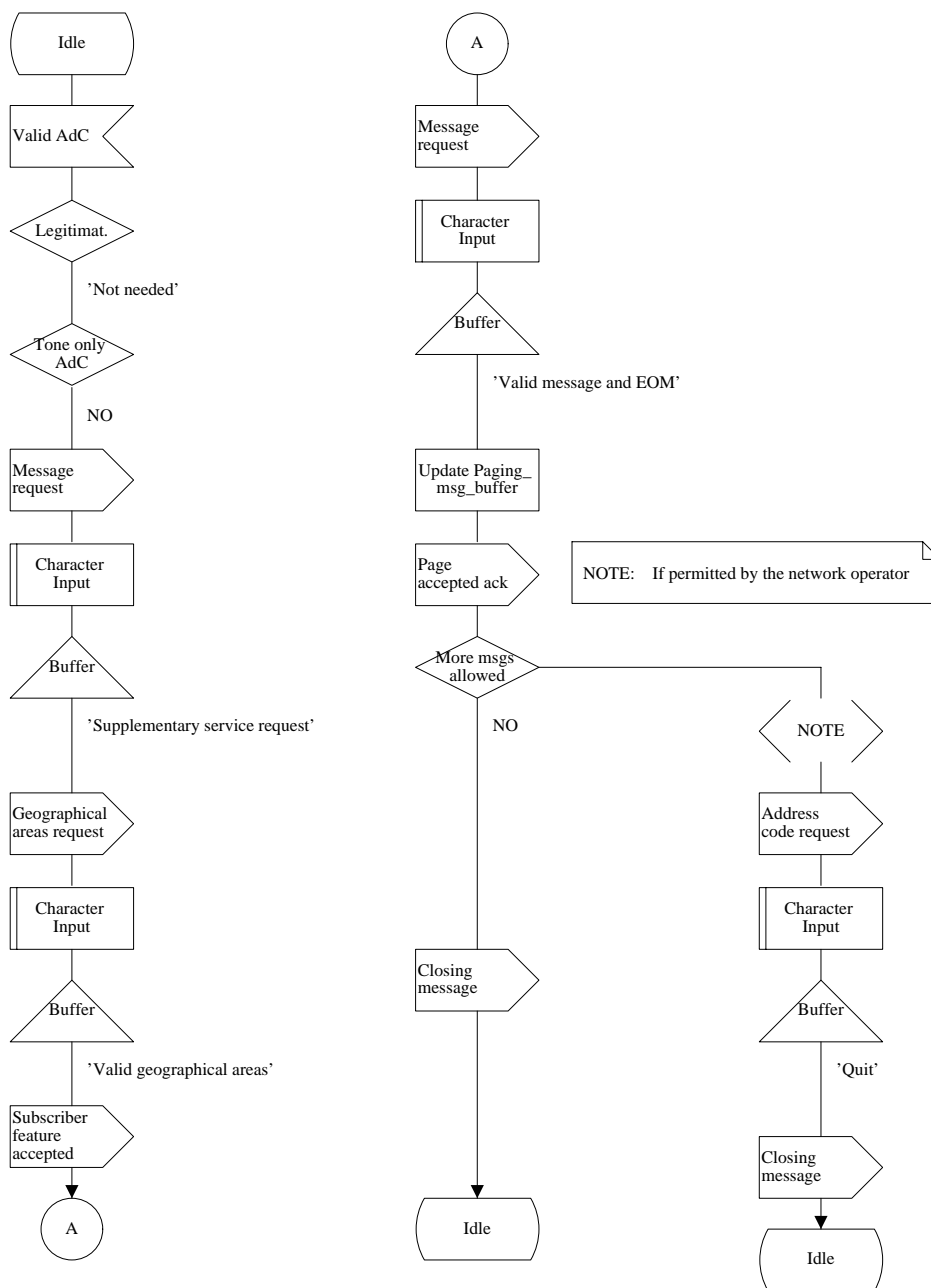 Idle
Valid AdC
Legitimat.
’Not needed’
Tone only
AdC
NO
Message
request
Character
Input
Buffer
’Supplementary service request’
Geographical
areas request
Character
Input
Buffer
’Valid geographical areas’
Subscriber
feature
accepted
A
A
Message
request
Character
Input
Buffer
’Valid message and EOM’
Update Paging_
msg_buffer
Page
accepted ack
NOTE: If permitted by the network operator
More msgs
allowed
NO
Closing
message
Idle
NOTE
Address
code request
Character
Input
Buffer
’Quit’
Closing
message
Idle